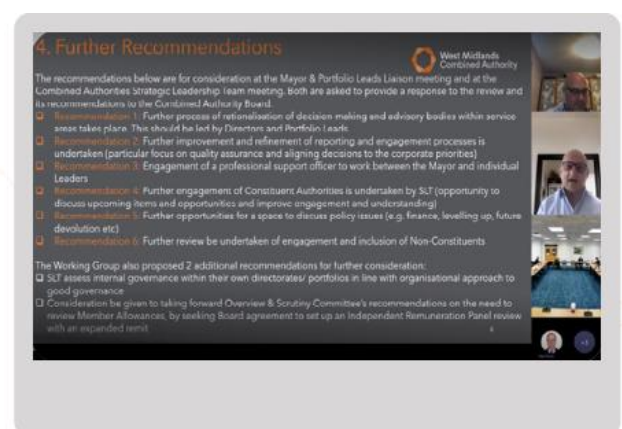 4. Further Recommendations
West Midlands
Combined Authority
The recommendations below are for consideration at the Mayor & Portfolio Leads Liaison meeting and at the
Combined Authorities Strategic Leadership Team meeting. Both are asked to provide a response to the review and
its recommendations to the Combined Authority Board.
Recommendation 1: Further process of rationalisation of decision making and advisory bodies within service
areas takes place. This should be led by Directors and Portfolio Leads
Recommendation 2: Further improvement and refinement of reporting and engagement processes is
undertaken (particular focus on quality assurance and aligning decisions to the corporate priorities)
Recommendation 3: Engagement of a professional support officer to work between the Mayor and individual
Leaders
Recommendation 4: Further engagement of Constituent Authorities is undertaken by SLT (opportunity to
discuss upcoming items and opportunities and improve engagement and understanding)
Recommendation 5: Further opportunities for a space to discuss policy issues (e.g. finance, levelling up, future
devolution etc)
Recommendation 6: Further review be undertaken of engagement and inclusion of Non-Constituents
The Working Group also proposed 2 additional recommendations for further consideration:
SLT assess internal governance within their own directorates/ portfolios in line with organisational approach to
good governance
Consideration be given to taking forward Overview & Scrutiny Committee's recommendations on the need to
review Member Allowances, by seeking Board agreement to set up an Independent Remuneration Panel review
with an expanded remit